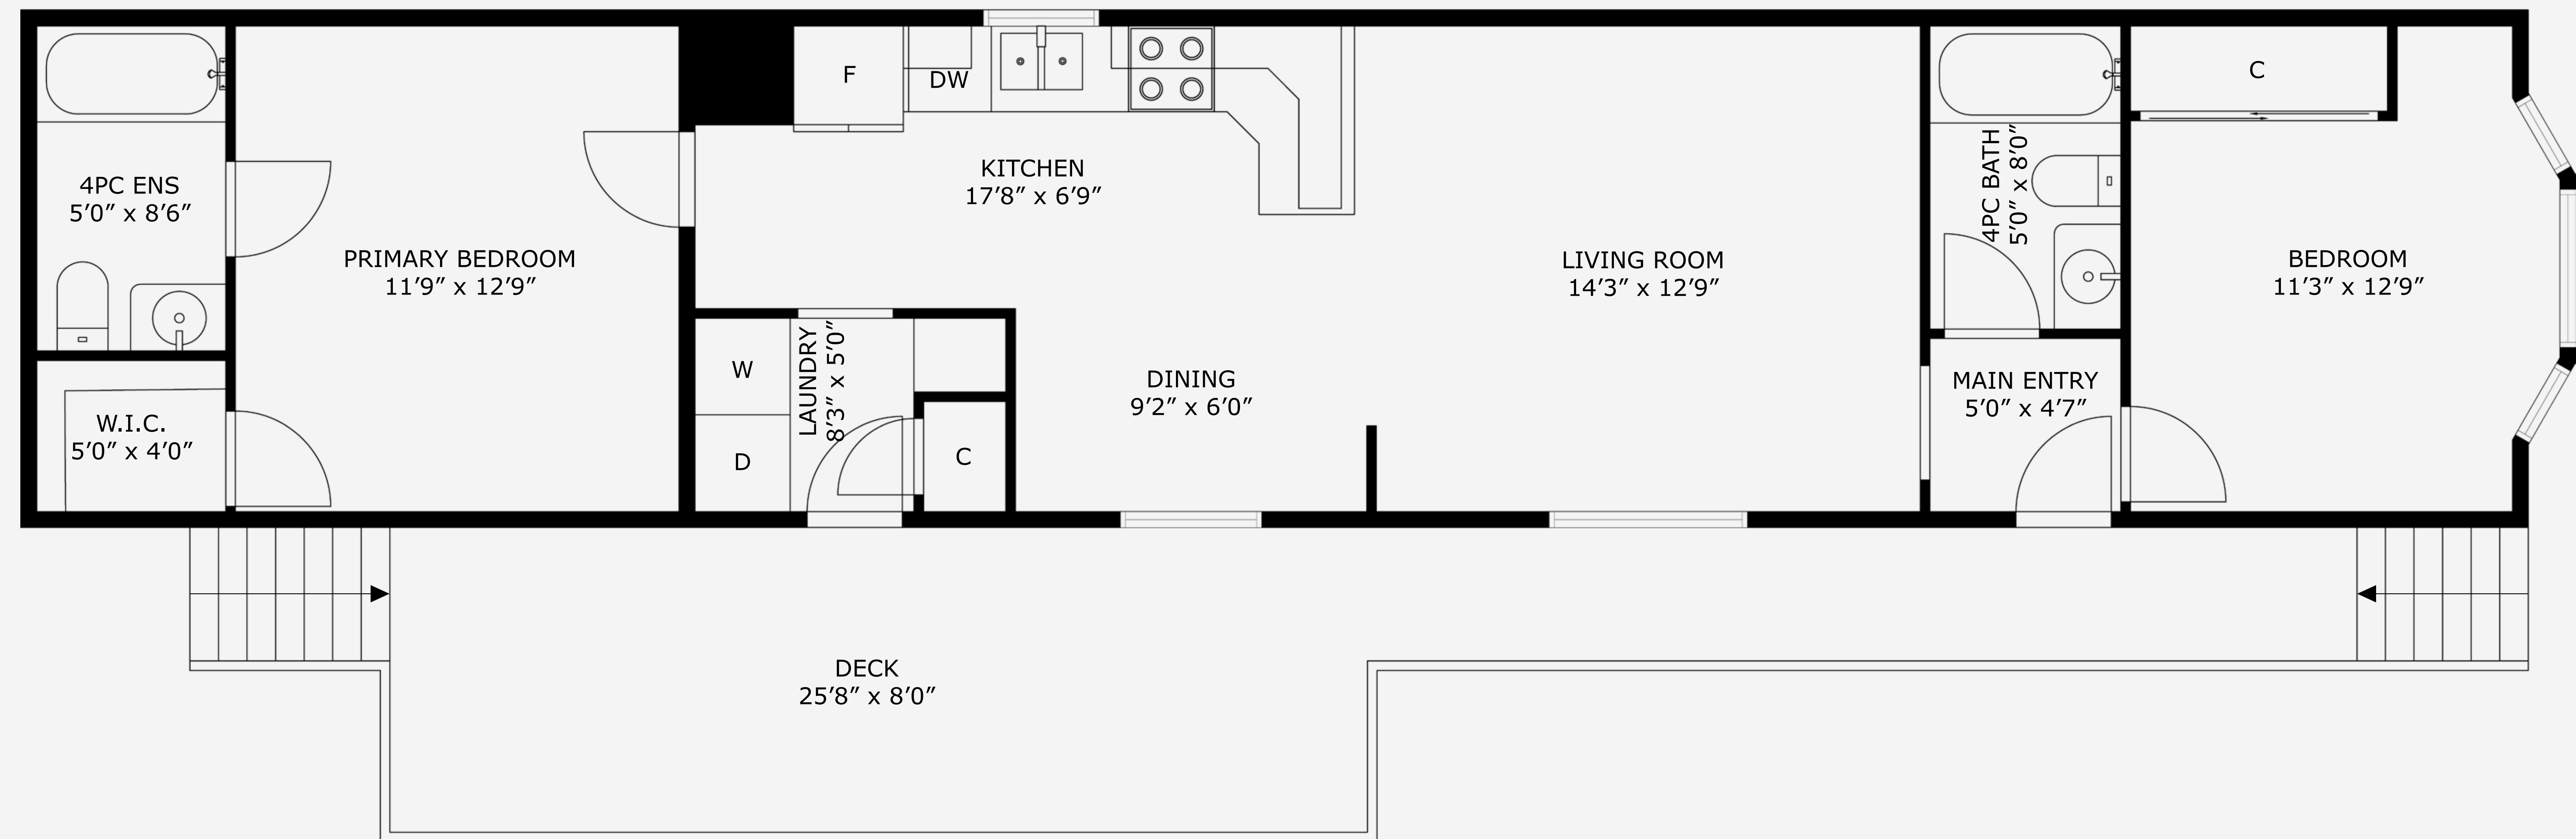 4PC ENS
5′0″ x 8′6″
W.I.C.
5′0″ x 4′0″
PRIMARY BEDROOM
11′9″ x 12′9″
F
DW
KITCHEN
17′8″ x 6′9″
W
D
LAUNDRY
8′3″ x 5′0″
C
DINING
9′2″ x 6′0″
LIVING ROOM
14′3″ x 12′9″
4PC BATH
5′0″ x 8′0″
MAIN ENTRY
5′0″ x 4′7″
C
BEDROOM
11′3″ x 12′9″
DECK
25′8″ x 8′0″